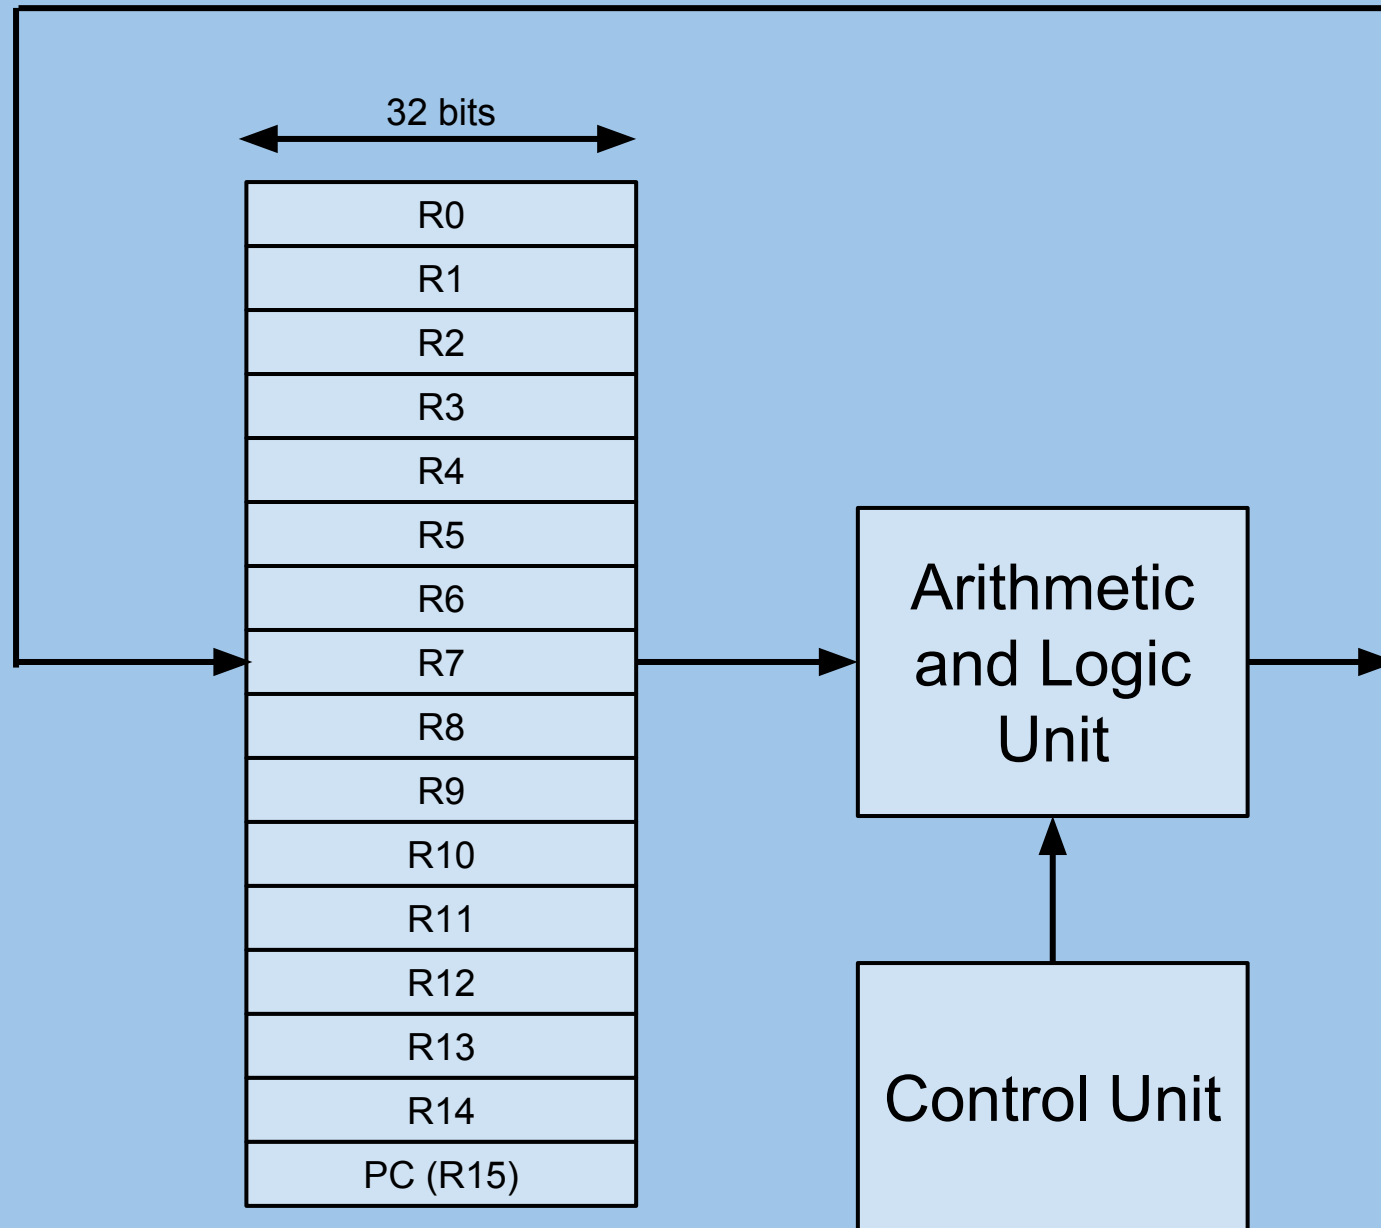 32 bits
R0
R1
R2
R3
R4
R5
R6
R7
R8
R9
R10
R11
R12
R13
R14
PC (R15)
Arithmetic
and Logic
Unit
Control Unit